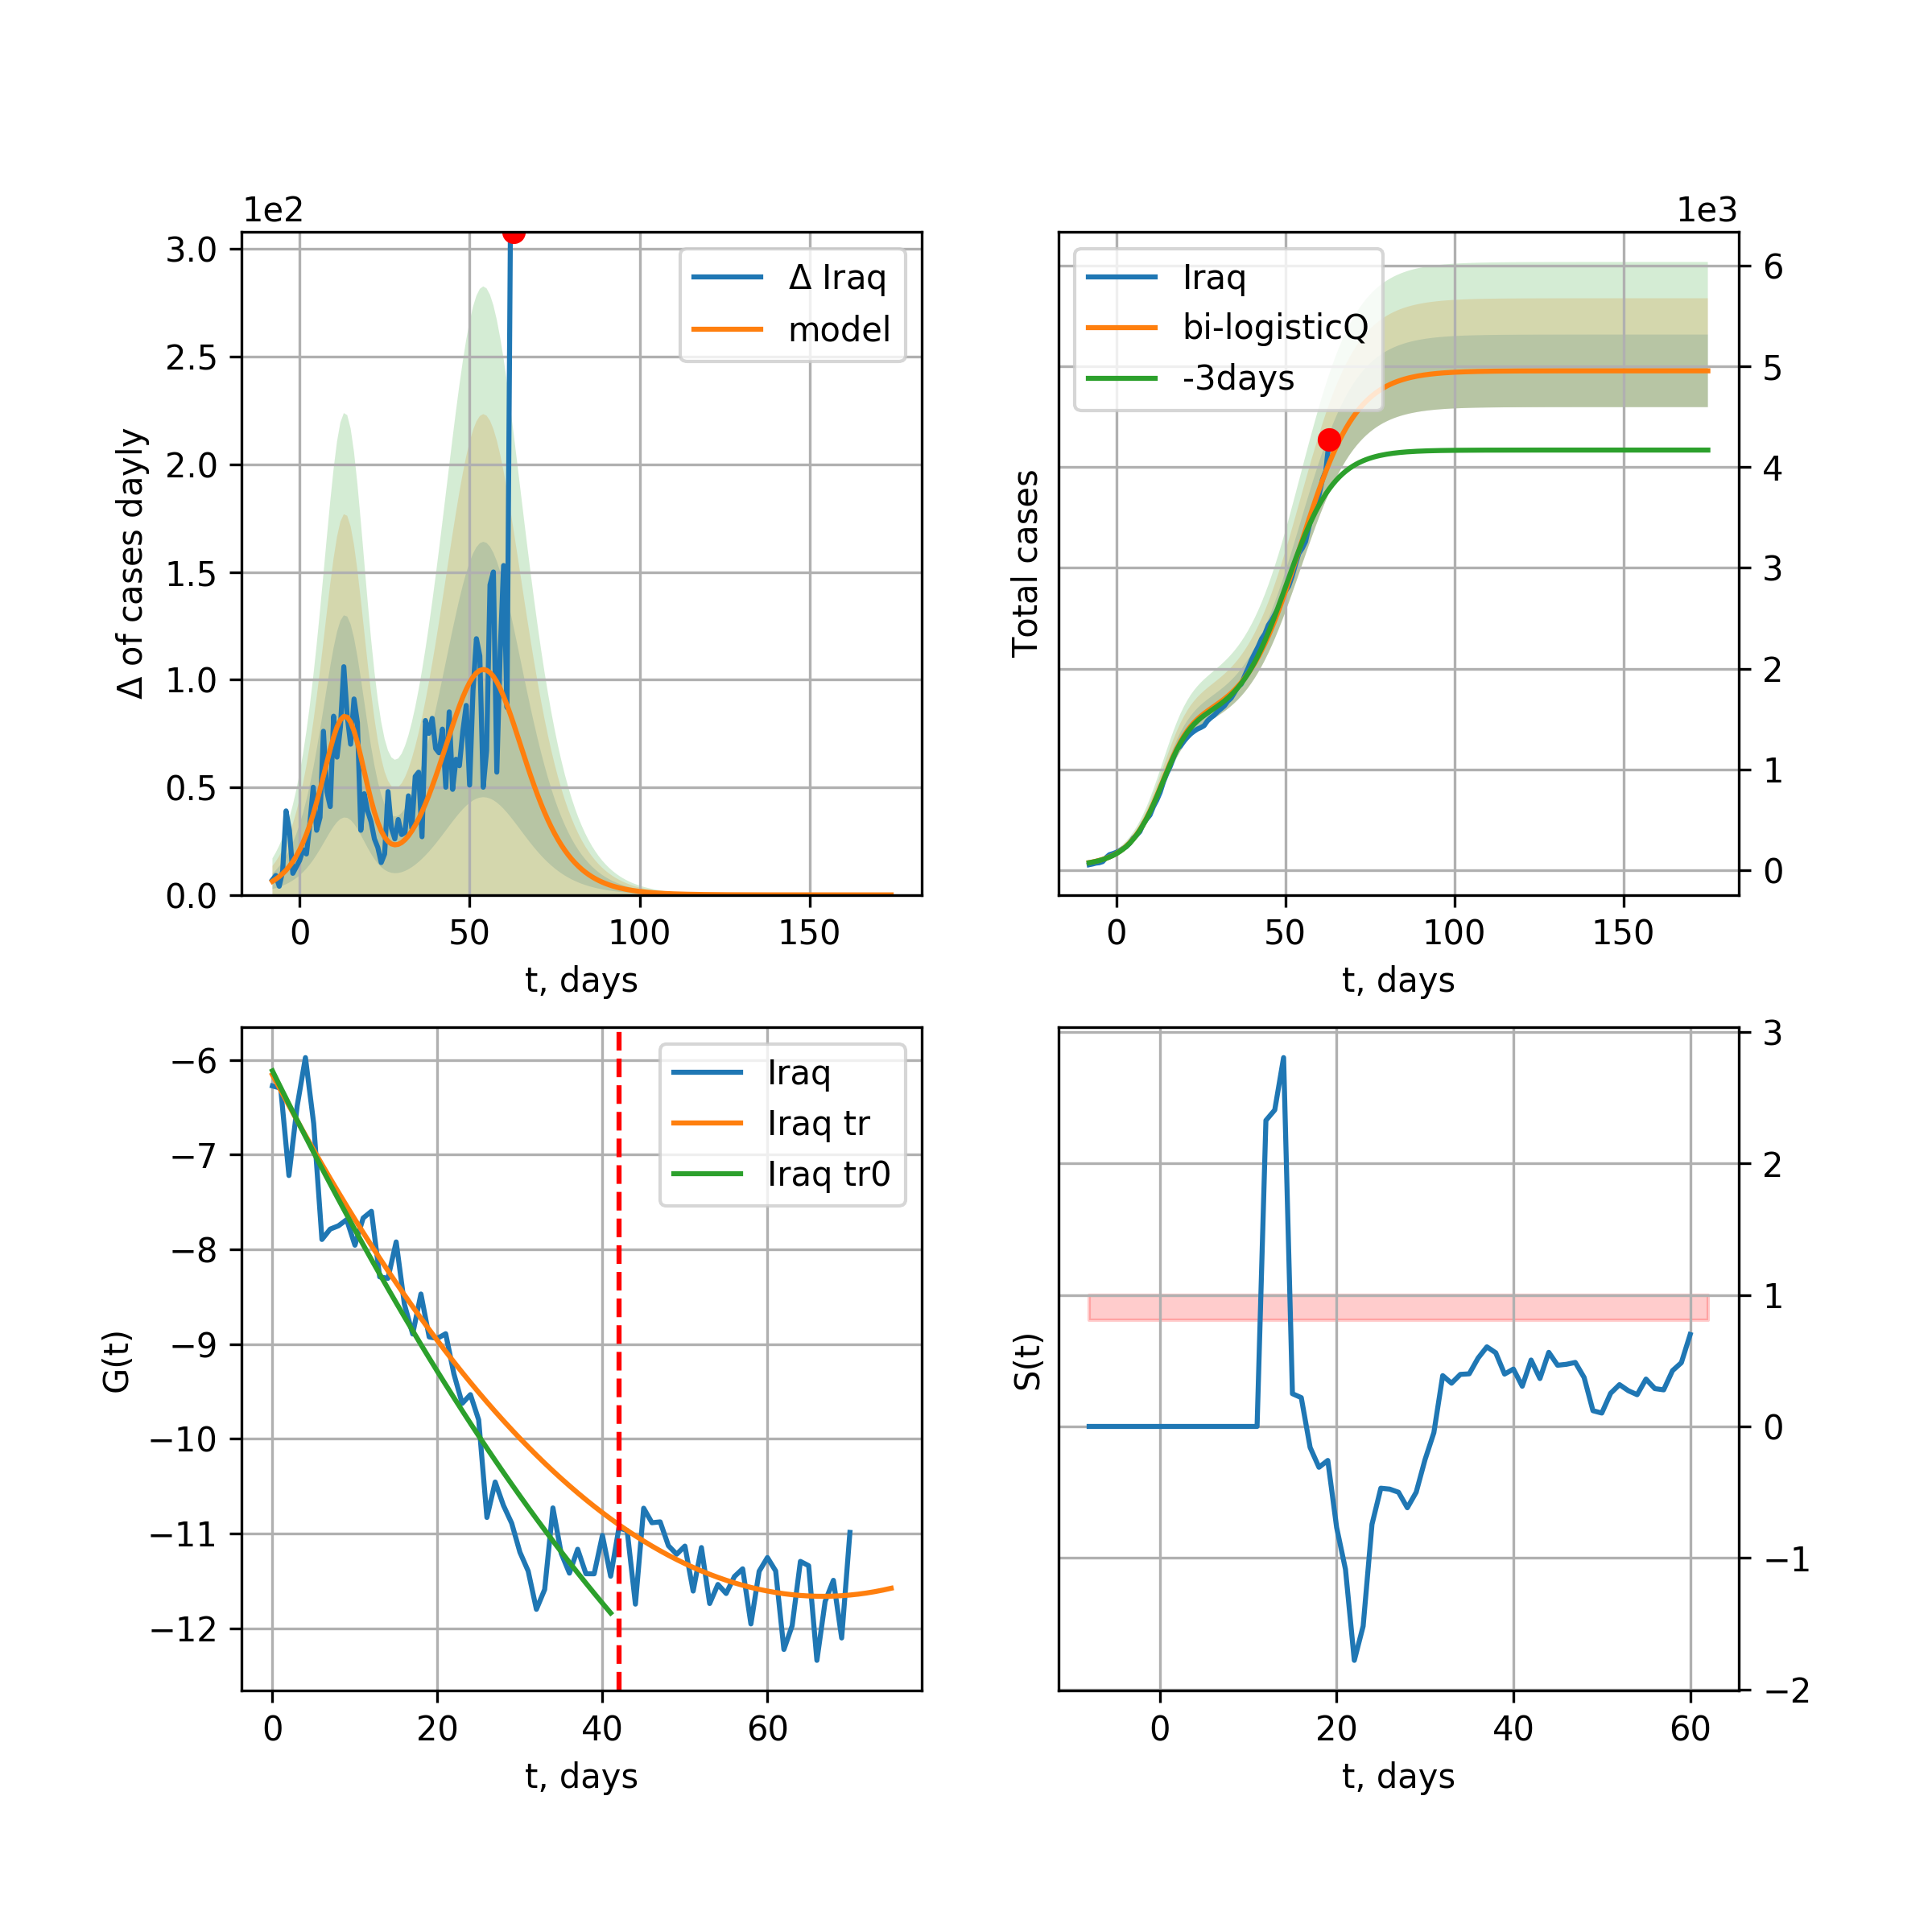 1e2
3.0
2.5
2.0
1.5
1.0
0.5
0.0
0 50 100 150
t, days
Δ of cases dayly
Δ Iraq
model
1e3
6
5
4
3
2
1
0
0 50 100 150
t, days
Total cases
Iraq
bi-logisticQ
-3days
−6
−7
−8
−9
−10
−11
−12
0 20 40 60
t, days
G(t)
Iraq
Iraq tr
Iraq tr0
3
2
1
0
−1
−2
0 20 40 60
t, days
S(t)